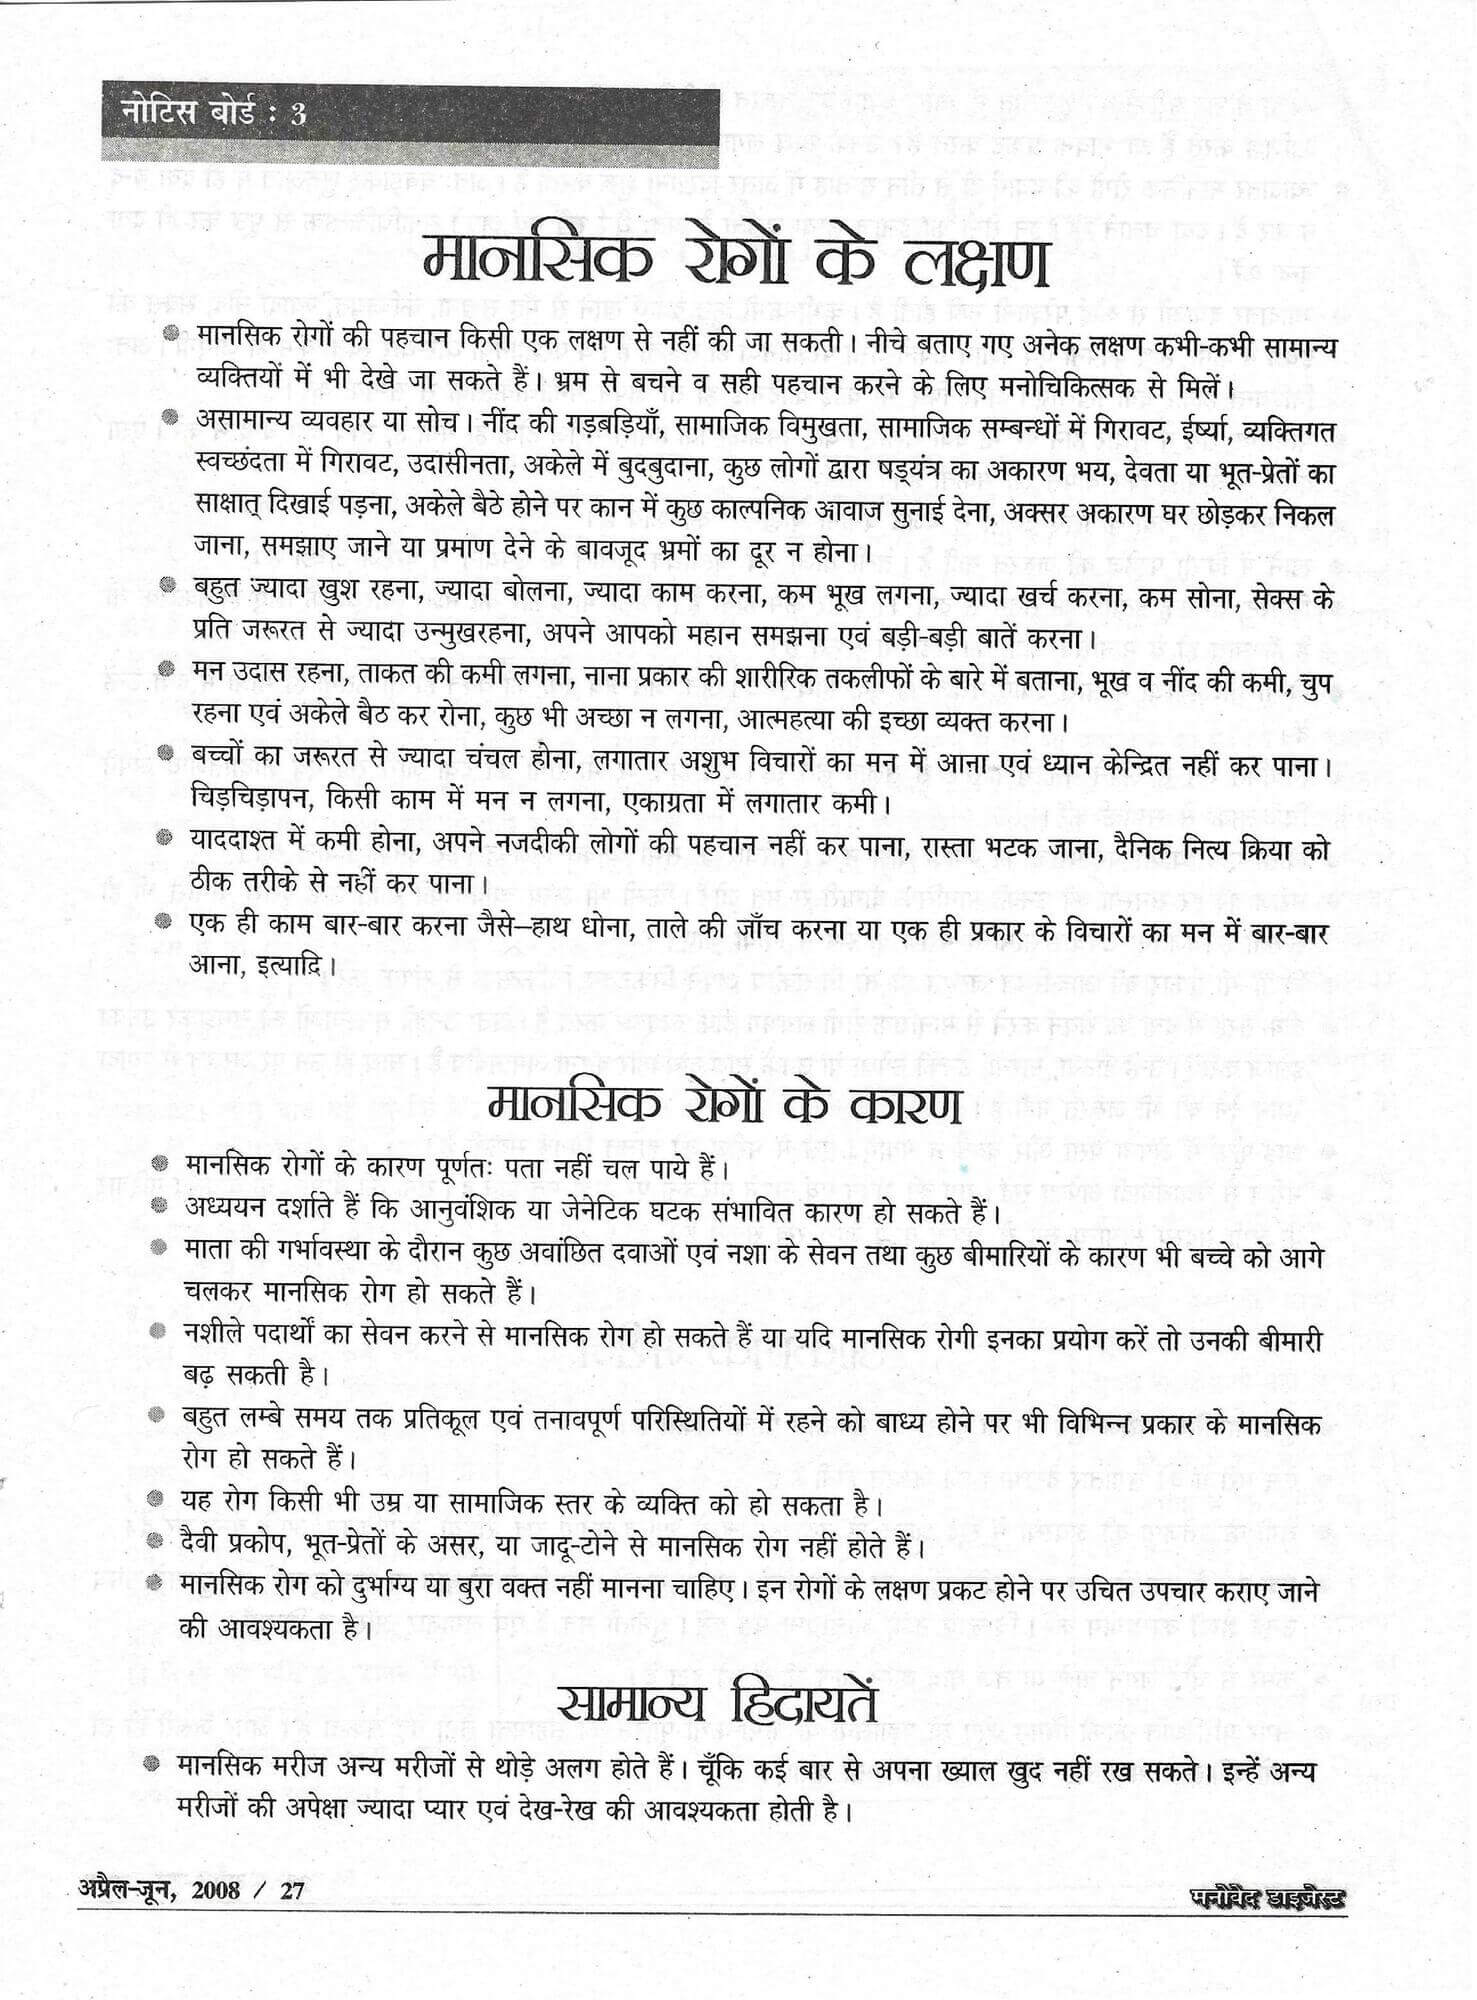 नोटिस बोर्ड : 3
मानसिक रोगों के लक्षण
● मानसिक रोगों की पहचान किसी एक लक्षण से नहीं की जा सकती। नीचे बताए गए अनेक लक्षण कभी-कभी सामान्य
व्यक्तियों में भी देखे जा सकते हैं। भ्रम से बचने व सही पहचान करने के लिए मनोचिकित्सक से मिलें।
● असामान्य व्यवहार या सोच। नींद की गड़बड़ियाँ, सामाजिक विमुखता, सामाजिक सम्बन्धों में गिरावट, ईर्ष्या, व्यक्तिगत
स्वच्छंदता में गिरावट, उदासीनता, अकेले में बुदबुदाना, कुछ लोगों द्वारा षड्यंत्र का अकारण भय, देवता या भूत-प्रेतों का
साक्षात् दिखाई पड़ना, अकेले बैठे होने पर कान में कुछ काल्पनिक आवाज सुनाई देना, अक्सर अकारण घर छोड़कर निकल
जाना, समझाए जाने या प्रमाण देने के बावजूद भ्रमों का दूर न होना।
● बहुत ज्यादा खुश रहना, ज्यादा बोलना, ज्यादा काम करना, कम भूख लगना, ज्यादा खर्च करना, कम सोना, सेक्स के
प्रति जरूरत से ज्यादा उन्मुखरहना, अपने आपको महान समझना एवं बड़ी-बड़ी बातें करना।
● मन उदास रहना, ताकत की कमी लगना, नाना प्रकार की शारीरिक तकलीफों के बारे में बताना, भूख व नींद की कमी, चुप
रहना एवं अकेले बैठ कर रोना, कुछ भी अच्छा न लगना, आत्महत्या की इच्छा व्यक्त करना।
● बच्चों का जरूरत से ज्यादा चंचल होना, लगातार अशुभ विचारों का मन में आना एवं ध्यान केन्द्रित नहीं कर पाना।
चिड़चिड़ापन, किसी काम में मन न लगना, एकाग्रता में लगातार कमी।
● याददाश्त में कमी होना, अपने नजदीकी लोगों की पहचान नहीं कर पाना, रास्ता भटक जाना, दैनिक नित्य क्रिया को
ठीक तरीके से नहीं कर पाना।
● एक ही काम बार-बार करना जैसे—हाथ धोना, ताले की जाँच करना या एक ही प्रकार के विचारों का मन में बार-बार
आना, इत्यादि।
मानसिक रोगों के कारण
● मानसिक रोगों के कारण पूर्णतः पता नहीं चल पाये हैं।
● अध्ययन दर्शाते हैं कि आनुवंशिक या जेनेटिक घटक संभावित कारण हो सकते हैं।
● माता की गर्भावस्था के दौरान कुछ अवांछित दवाओं एवं नशा के सेवन तथा कुछ बीमारियों के कारण भी बच्चे को आगे
चलकर मानसिक रोग हो सकते हैं।
● नशीले पदार्थों का सेवन करने से मानसिक रोग हो सकते हैं या यदि मानसिक रोगी इनका प्रयोग करें तो उनकी बीमारी
बढ़ सकती है।
● बहुत लम्बे समय तक प्रतिकूल एवं तनावपूर्ण परिस्थितियों में रहने को बाध्य होने पर भी विभिन्न प्रकार के मानसिक
रोग हो सकते हैं।
● यह रोग किसी भी उम्र या सामाजिक स्तर के व्यक्ति को हो सकता है।
● दैवी प्रकोप, भूत-प्रेतों के असर, या जादू-टोने से मानसिक रोग नहीं होते हैं।
● मानसिक रोग को दुर्भाग्य या बुरा वक्त नहीं मानना चाहिए। इन रोगों के लक्षण प्रकट होने पर उचित उपचार कराए जाने
की आवश्यकता है।
सामान्य हिदायतें
● मानसिक मरीज अन्य मरीजों से थोड़े अलग होते हैं। चूँकि कई बार से अपना ख्याल खुद नहीं रख सकते। इन्हें अन्य
मरीजों की अपेक्षा ज्यादा प्यार एवं देख-रेख की आवश्यकता होती है।
अप्रैल-जून, 2008 / 27
मनोवेद डाइजेस्ट